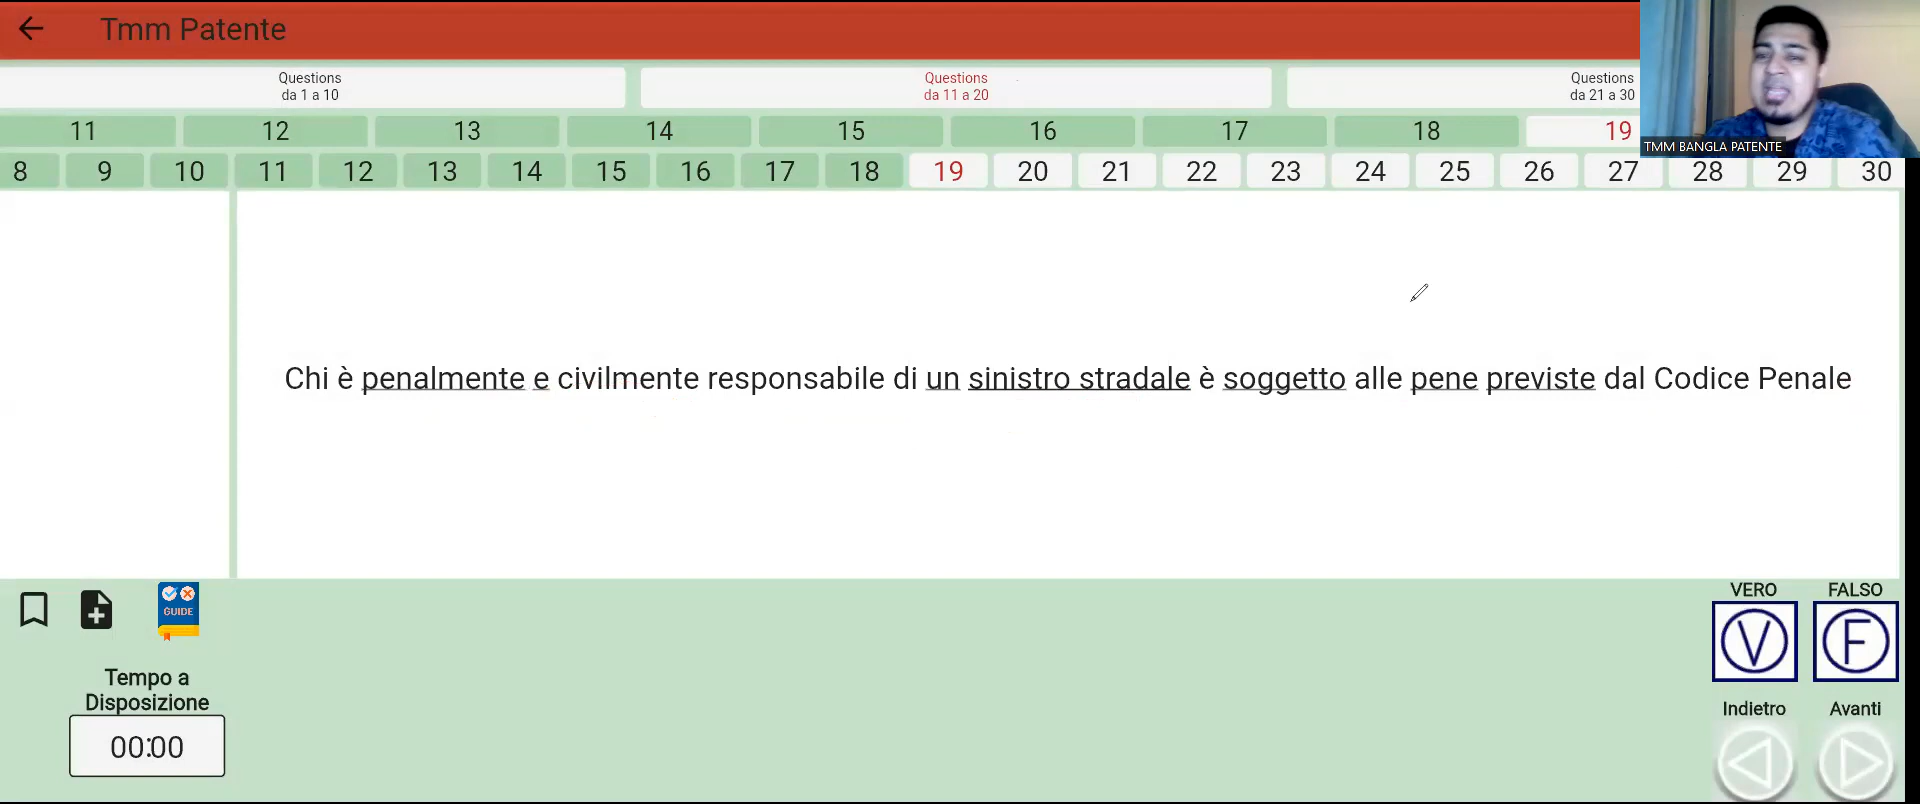 Tmm Patente
Questions
da 1 a 10
Questions
da 11 a 20
Questions
da 21 a 30
11 12 13 14 15 16 17 18 19
TMM BANGLA PATENTE
8 9 10 11 12 13 14 15 16 17 18 19 20 21 22 23 24 25 26 27 28 29 30
Chi è penalmente e civilmente responsabile di un sinistro stradale è soggetto alle pene previste dal Codice Penale
GUIDE
VERO FALSO
V F
Tempo a
Disposizione
00:00
Indietro Avanti